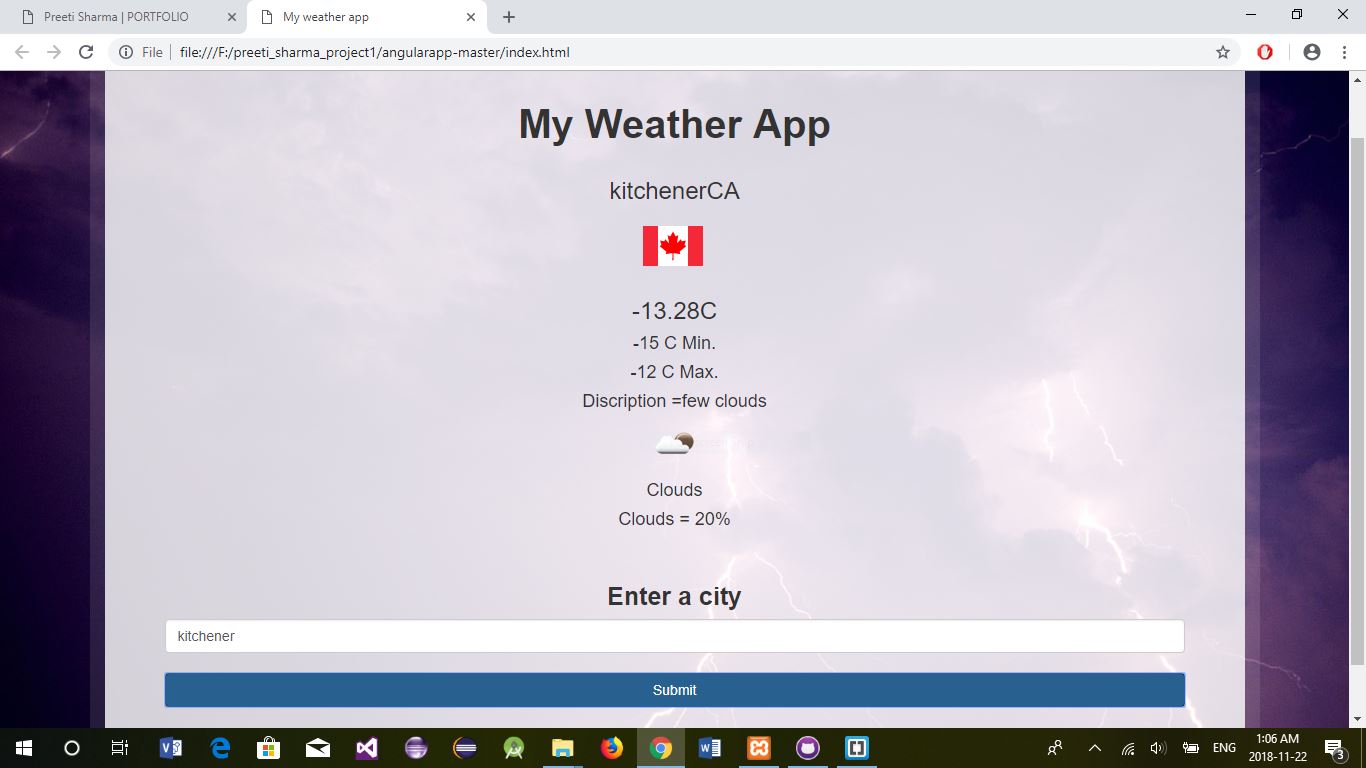 Preeti Sharma | PORTFOLIO
My weather app
File
file:///F:/preeti_sharma_project1/angularapp-master/index.html
My Weather App
kitchenerCA
-13.28C
-15 C Min.
-12 C Max.
Discription =few clouds
Clouds
Clouds = 20%
Enter a city
kitchener
Submit
ENG
1:06 AM
2018-11-22
3